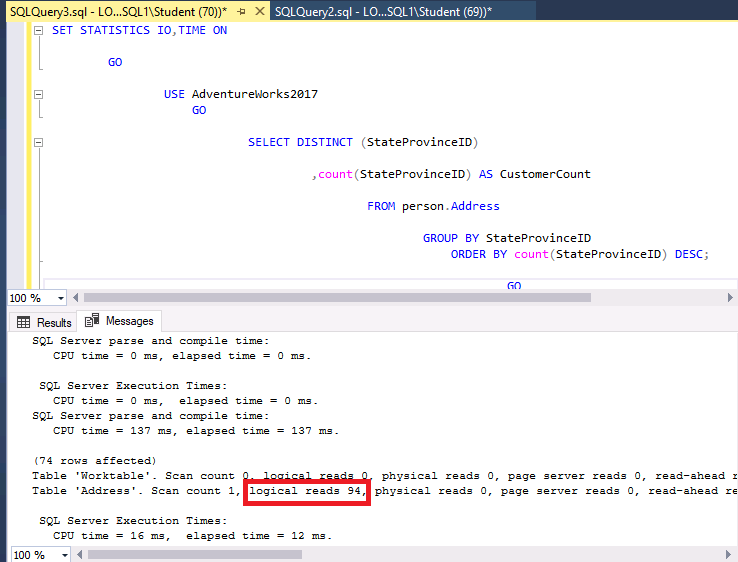 SQLQuery3.sql - LO...SQL1\Student (70))* SQLQuery2.sql - LO...SQL1\Student (69))*
SET STATISTICS IO,TIME ON
GO
USE AdventureWorks2017
GO
SELECT DISTINCT (StateProvinceID)
,count(StateProvinceID) AS CustomerCount
FROM person.Address
GROUP BY StateProvinceID
ORDER BY count(StateProvinceID) DESC;
GO
100 %
Results Messages
SQL Server parse and compile time:
CPU time = 0 ms, elapsed time = 0 ms.
SQL Server Execution Times:
CPU time = 0 ms,  elapsed time = 0 ms.
SQL Server parse and compile time:
CPU time = 137 ms, elapsed time = 137 ms.
(74 rows affected)
Table 'Worktable'. Scan count 0, logical reads 0, physical reads 0, page server reads 0, read-ahead r
Table 'Address'. Scan count 1, logical reads 94, physical reads 0, page server reads 0, read-ahead re
SQL Server Execution Times:
CPU time = 16 ms,  elapsed time = 12 ms.
100 %